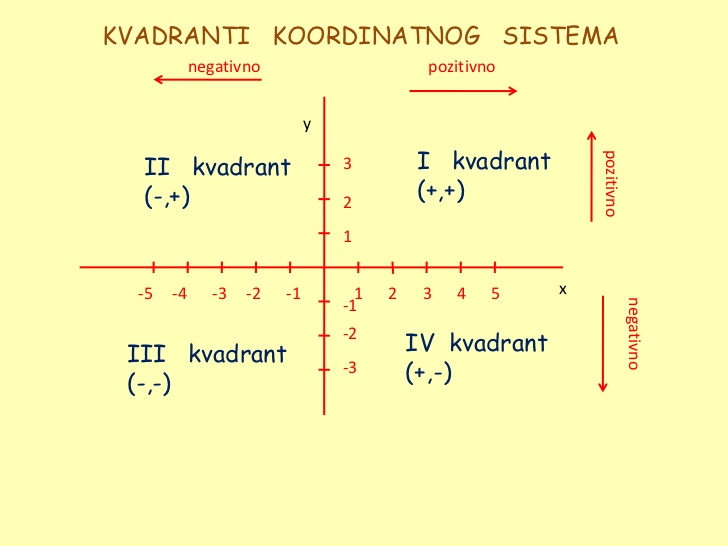 KVADRANTI KOORDINATNOG SISTEMA
negativno
pozitivno
y
II kvadrant
(-,+)
3
2
1
I kvadrant
(+,+)
pozitivno
-5 -4 -3 -2 -1 1 2 3 4 5
x
-1
-2
-3
negativno
III kvadrant
(-,-)
IV kvadrant
(+,-)